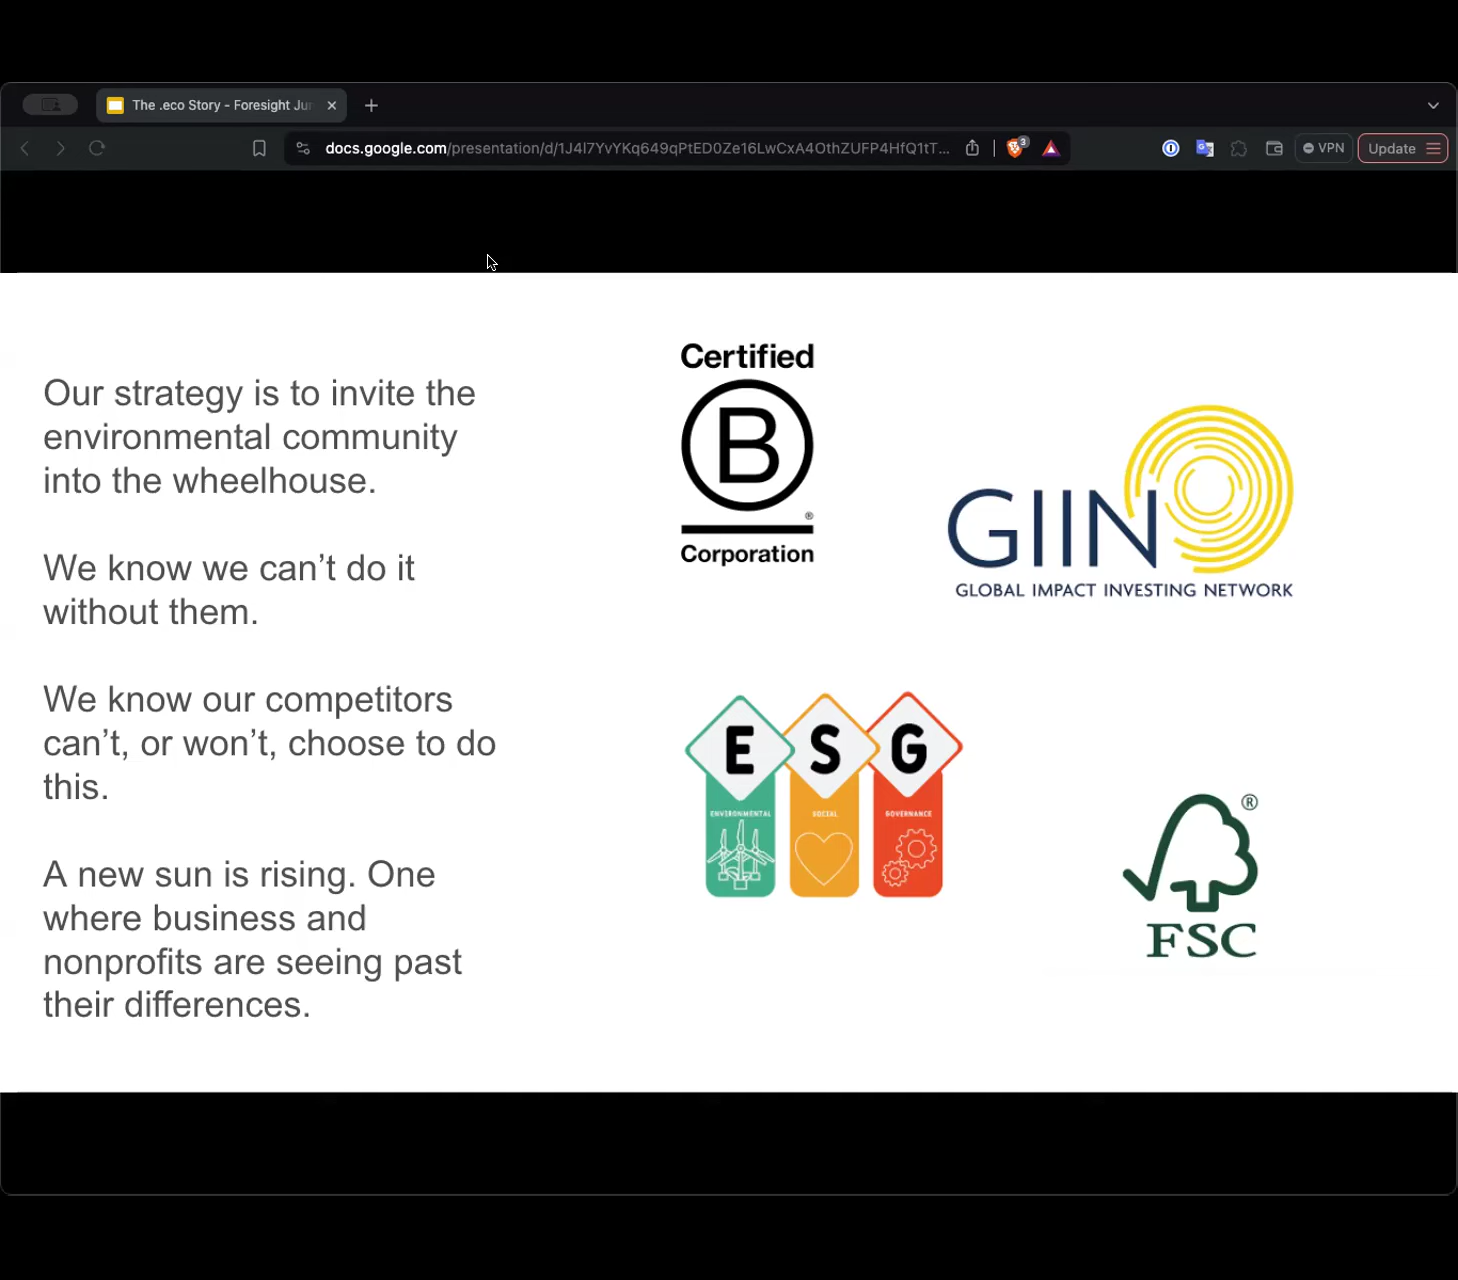 The .eco Story - Foresight Jun
docs.google.com/presentation/d/1J4I7YvYKq649qPtED0Ze16LwCxA4OthZUFP4HfQ1tT...
3
VPN
Update
Our strategy is to invite the
environmental community
into the wheelhouse.
We know we can’t do it
without them.
We know our competitors
can’t, or won’t, choose to do
this.
A new sun is rising. One
where business and
nonprofits are seeing past
their differences.
Certified
B
®
Corporation
GIIN
GLOBAL IMPACT INVESTING NETWORK
E S G
ENVIRONMENTAL SOCIAL GOVERNANCE
®
FSC